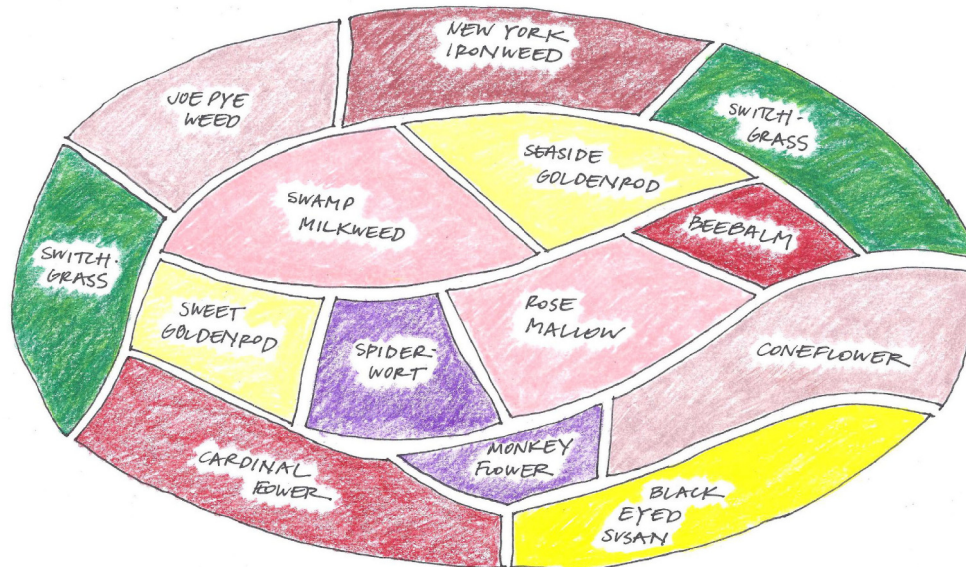 NEW YORK
IRONWEED
JOE PYE
WEED
SWITCH-
GRASS
SEASIDE
GOLDENROD
SWAMP
MILKWEED
BEEBALM
SWITCH-
GRASS
SWEET
GOLDENROD
ROSE
MALLOW
SPIDER-
WORT
CONEFLOWER
MONKEY
FLOWER
CARDINAL
FLOWER
BLACK
EYED
SUSAN